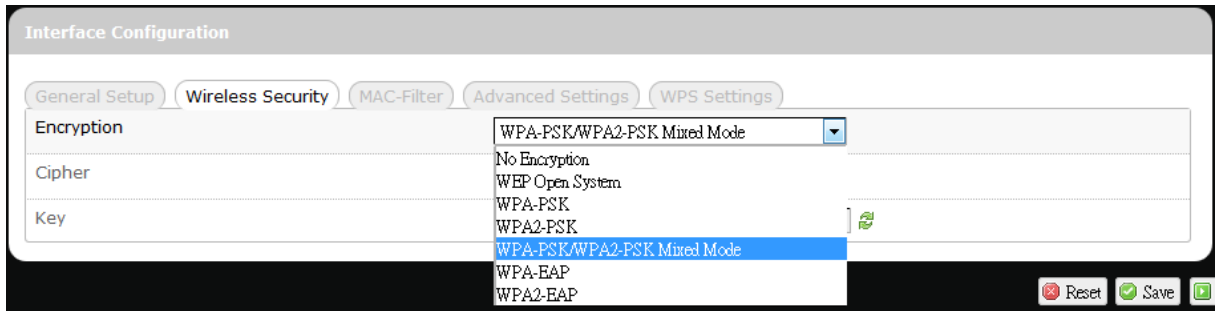 Interface Configuration
General Setup Wireless Security MAC-Filter Advanced Settings WPS Settings
Encryption WPA-PSK/WPA2-PSK Mixed Mode
No Encryption
Cipher
WEP Open System
WPA-PSK
Key
WPA2-PSK
WPA-PSK/WPA2-PSK Mixed Mode
WPA-EAP
WPA2-EAP
Reset Save